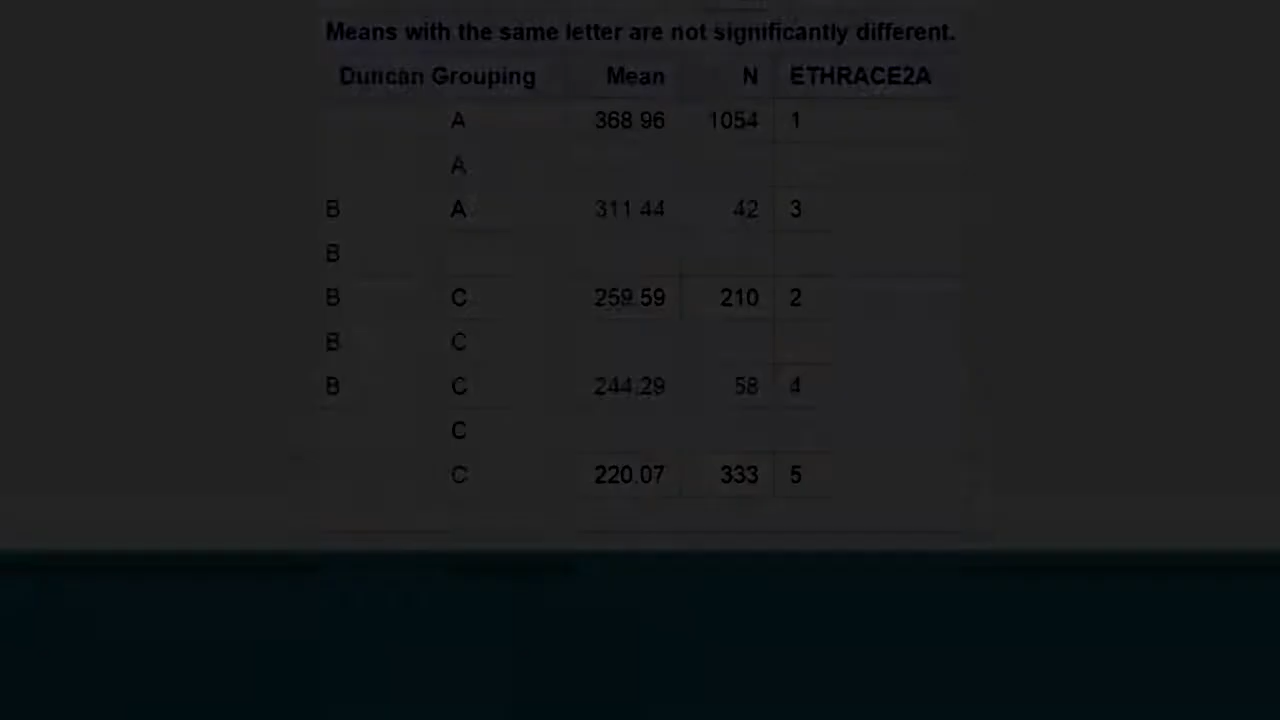 Means with the same letter are not significantly different.
Duncan Grouping Mean N ETHRACE2A
A 368.96 1054 1
A
B A 311.44 42 3
B
B C 259.59 210 2
B C
B C 244.29 58 4
C
C 220.07 333 5